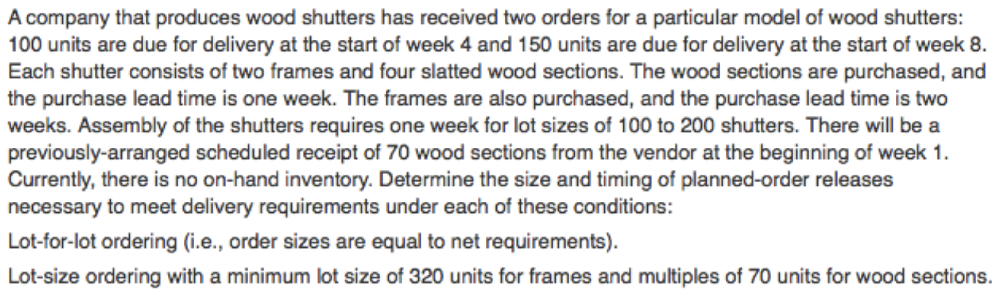 A company that produces wood shutters has received two orders for a particular model of wood shutters:
100 units are due for delivery at the start of week 4 and 150 units are due for delivery at the start of week 8.
Each shutter consists of two frames and four slatted wood sections. The wood sections are purchased, and
the purchase lead time is one week. The frames are also purchased, and the purchase lead time is two
weeks. Assembly of the shutters requires one week for lot sizes of 100 to 200 shutters. There will be a
previously-arranged scheduled receipt of 70 wood sections from the vendor at the beginning of week 1.
Currently, there is no on-hand inventory. Determine the size and timing of planned-order releases
necessary to meet delivery requirements under each of these conditions:
Lot-for-lot ordering (i.e., order sizes are equal to net requirements).
Lot-size ordering with a minimum lot size of 320 units for frames and multiples of 70 units for wood sections.